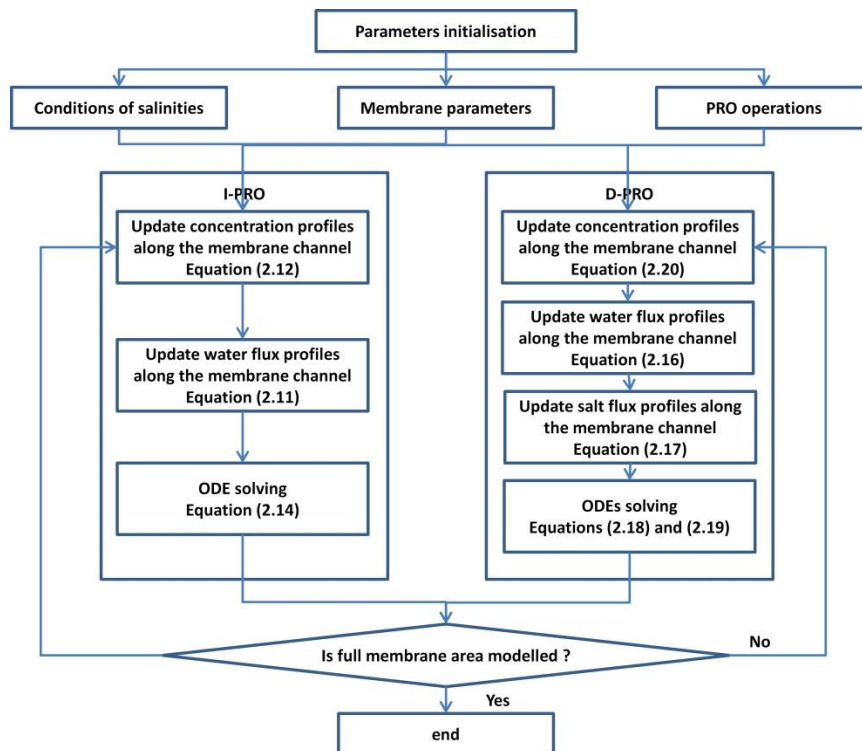 Parameters initialisation
Conditions of salinities
Membrane parameters
PRO operations
I-PRO
Update concentration profiles
along the membrane channel
Equation (2.12)
Update water flux profiles
along the membrane channel
Equation (2.11)
ODE solving
Equation (2.14)
D-PRO
Update concentration profiles
along the membrane channel
Equation (2.20)
Update water flux profiles
along the membrane channel
Equation (2.16)
Update salt flux profiles along
the membrane channel
Equation (2.17)
ODEs solving
Equations (2.18) and (2.19)
Is full membrane area modelled ?
No
Yes
end